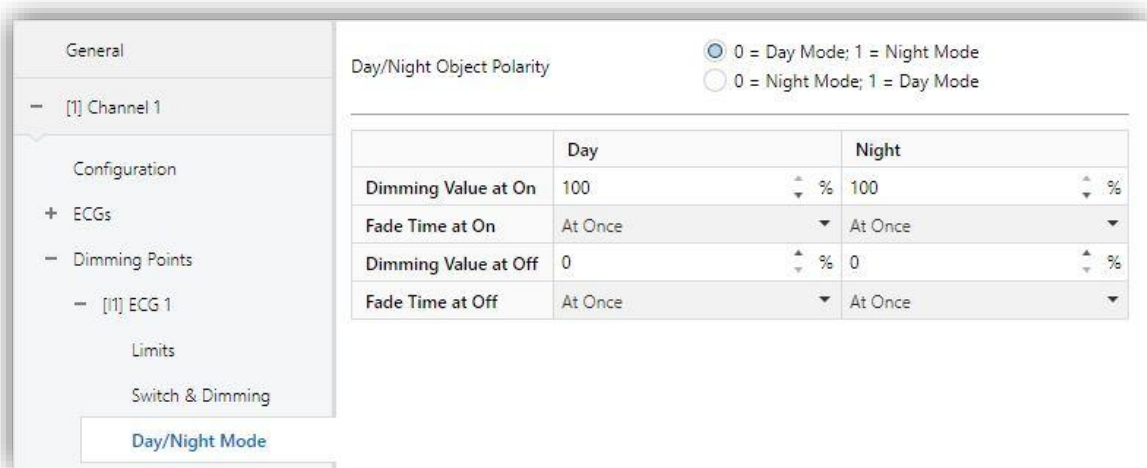 General
[1] Channel 1
Configuration
ECGs
Dimming Points
[I1] ECG 1
Limits
Switch & Dimming
Day/Night Mode
Day/Night Object Polarity
0 = Day Mode; 1 = Night Mode
0 = Night Mode; 1 = Day Mode
Day Night
Dimming Value at On 100 % 100 %
Fade Time at On At Once At Once
Dimming Value at Off 0 % 0 %
Fade Time at Off At Once At Once